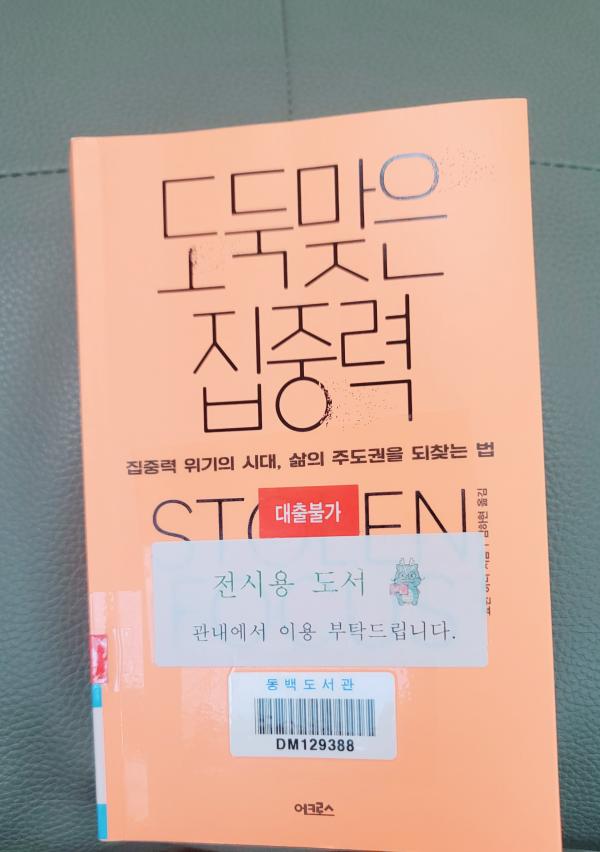 도둑맞은
집중력
집중력 위기의 시대, 삶의 주도권을 되찾는 법
대출불가
전시용 도서
관내에서 이용 부탁드립니다.
동백도서관
DM129388
어크로스